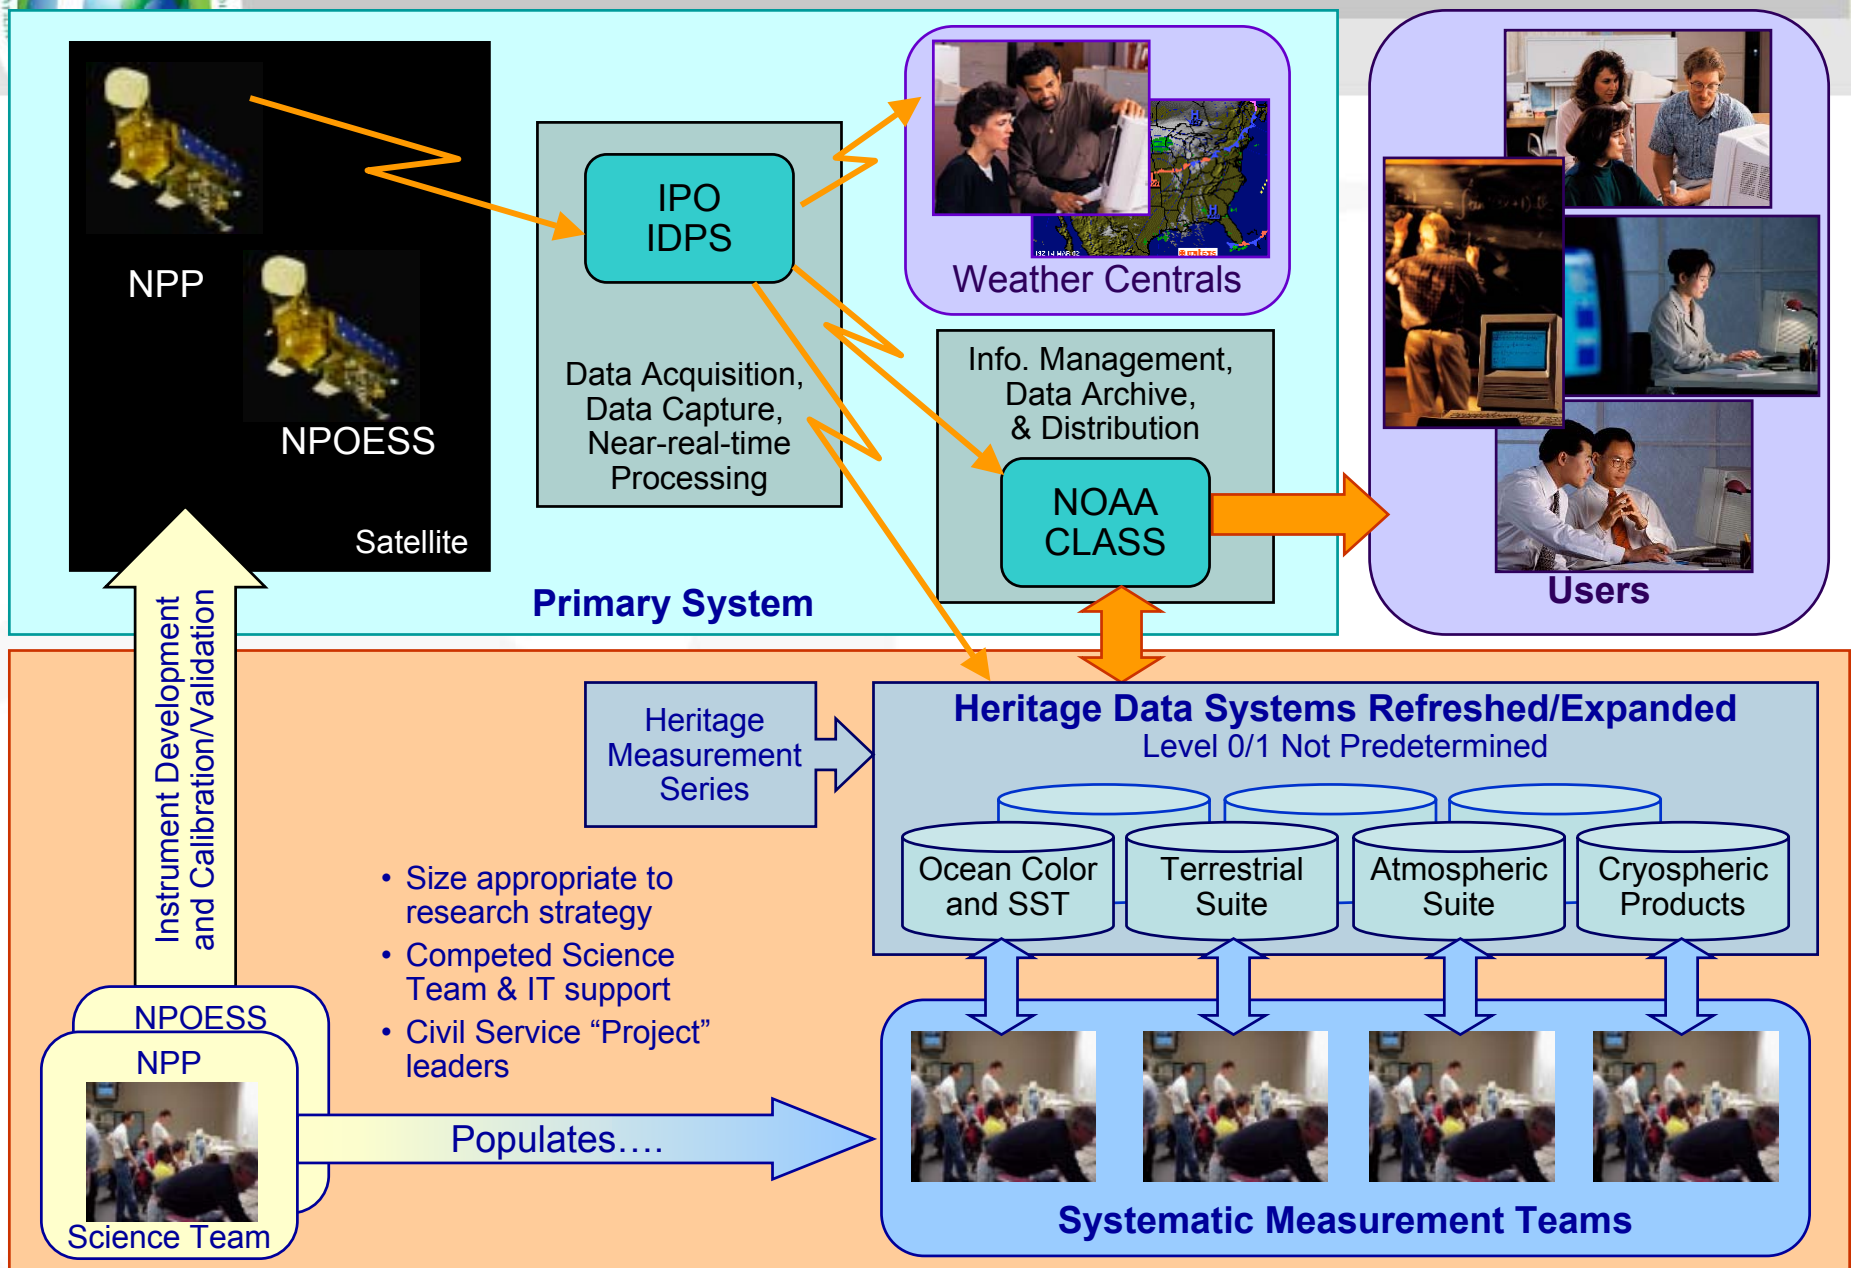 NPP
NPOESS
Satellite
IPO
IDPS
Data Acquisition,
Data Capture,
Near-real-time
Processing
Weather Centrals
Info. Management,
Data Archive,
& Distribution
NOAA
CLASS
Users
Primary System
Instrument Development
and Calibration/Validation
Heritage
Measurement
Series
Heritage Data Systems Refreshed/Expanded
Level 0/1 Not Predetermined
Ocean Color
and SST
Terrestrial
Suite
Atmospheric
Suite
Cryospheric
Products
• Size appropriate to
research strategy
• Competed Science
Team & IT support
• Civil Service “Project”
leaders
NPOESS
NPP
Science Team
Populates....
Systematic Measurement Teams